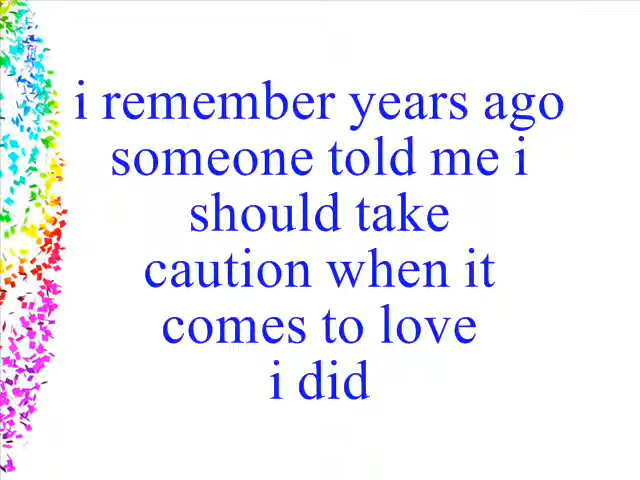 i remember years ago
someone told me i
should take
caution when it
comes to love
i did